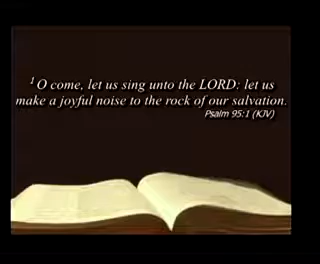 1 O come, let us sing unto the LORD: let us
make a joyful noise to the rock of our salvation.
Psalm 95:1 (KJV)